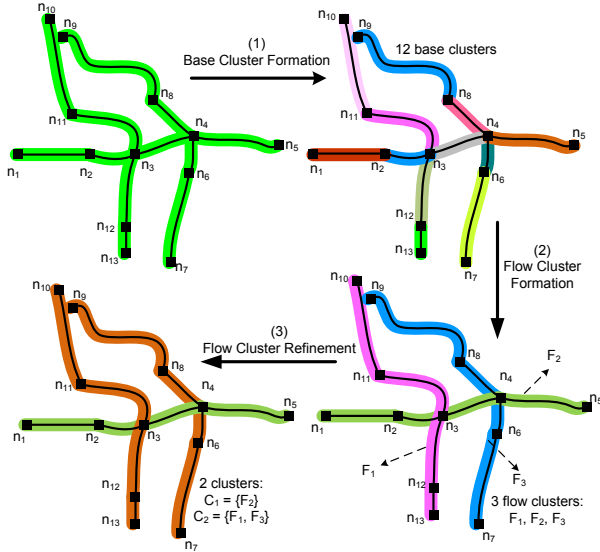 n10
n9
(1)
Base Cluster Formation
n8
n11
n4
n5
n1
n2
n3
n6
n12
n13
n7
n10
n9
12 base clusters
n8
n11
n4
n5
n1
n2
n3
n6
n12
n13
n7
(2)
Flow Cluster
Formation
n10
n9
(3)
Flow Cluster Refinement
n8
n11
n4
n5
n1
n2
n3
n6
n12
n13
n7
2 clusters:
C1 = {F2}
C2 = {F1, F3}
n10
n9
n8
F2
n11
n4
n5
n1
n2
n3
n6
F1
F3
n12
n13
n7
3 flow clusters:
F1, F2, F3